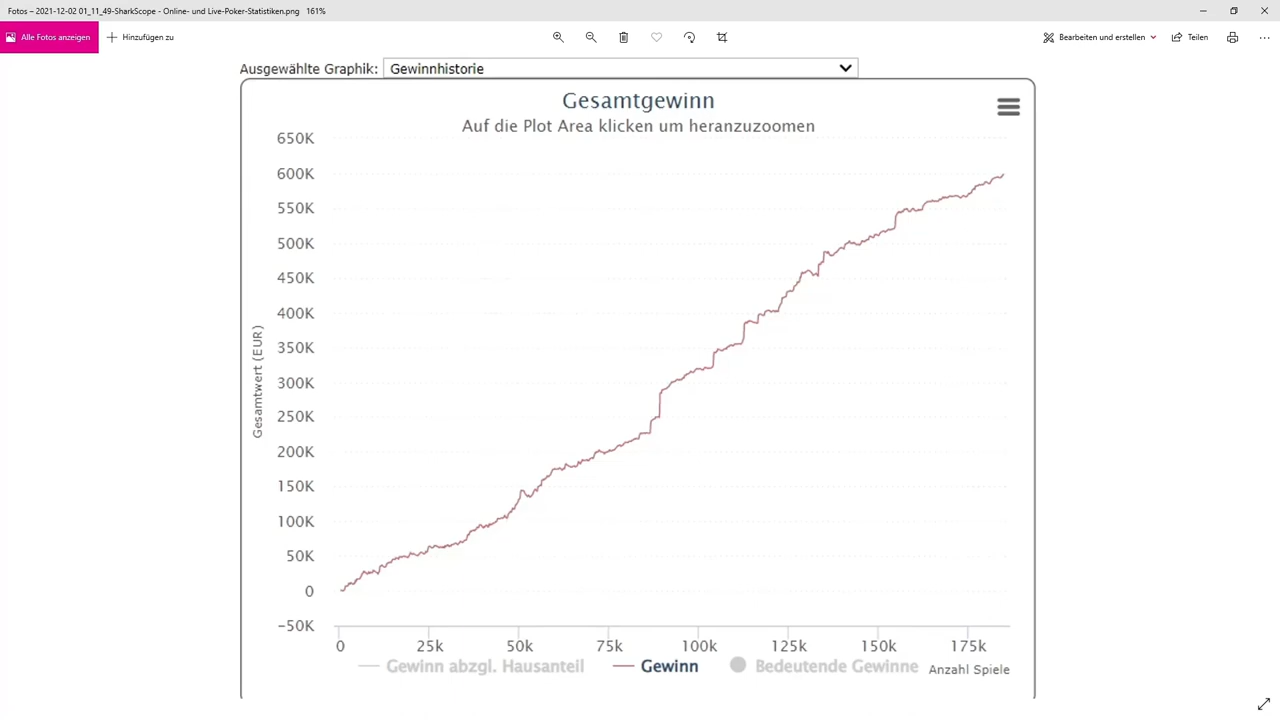 Fotos – 2021-12-02 01_11_49-SharkScope - Online- und Live-Poker-Statistiken.png   161%
Alle Fotos anzeigen
Hinzufügen zu
Bearbeiten und erstellen
Teilen
Ausgewählte Graphik: Gewinnhistorie
Gesamtgewinn
Auf die Plot Area klicken um heranzuzoomen
650K
600K
550K
500K
450K
400K
350K
300K
250K
200K
150K
100K
50K
0
−50K
Gesamtwert (EUR)
0 25k 50k 75k 100k 125k 150k 175k
Gewinn abzgl. Hausanteil Gewinn Bedeutende Gewinne Anzahl Spiele